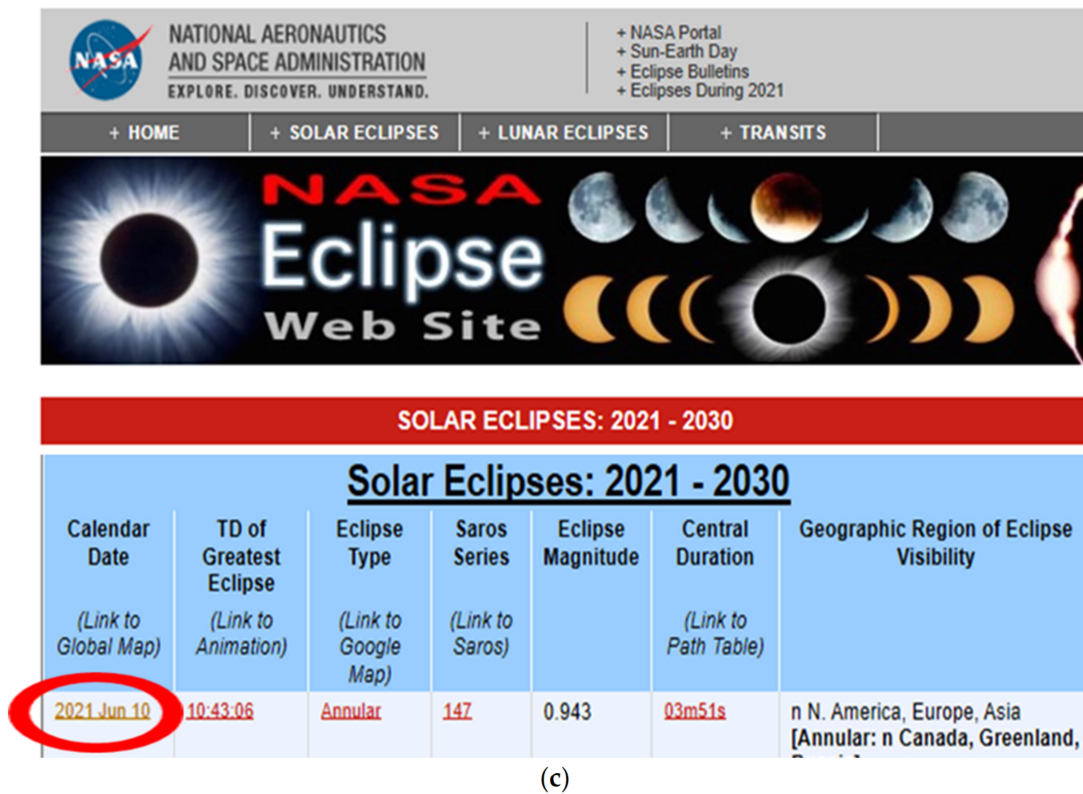 NASA
NATIONAL AERONAUTICS
AND SPACE ADMINISTRATION
EXPLORE. DISCOVER. UNDERSTAND.
+ NASA Portal
+ Sun-Earth Day
+ Eclipse Bulletins
+ Eclipses During 2021
+ HOME
+ SOLAR ECLIPSES
+ LUNAR ECLIPSES
+ TRANSITS
NASA
Eclipse
Web Site
SOLAR ECLIPSES: 2021 - 2030
Solar Eclipses: 2021 - 2030
Calendar
Date
(Link to
Global Map)
TD of
Greatest
Eclipse
(Link to
Animation)
Eclipse
Type
(Link to
Google
Map)
Saros
Series
(Link to
Saros)
Eclipse
Magnitude
Central
Duration
(Link to
Path Table)
Geographic Region of Eclipse
Visibility
2021 Jun 10
10:43:06
Annular
147
0.943
03m51s
n N. America, Europe, Asia
[Annular: n Canada, Greenland,
(c)